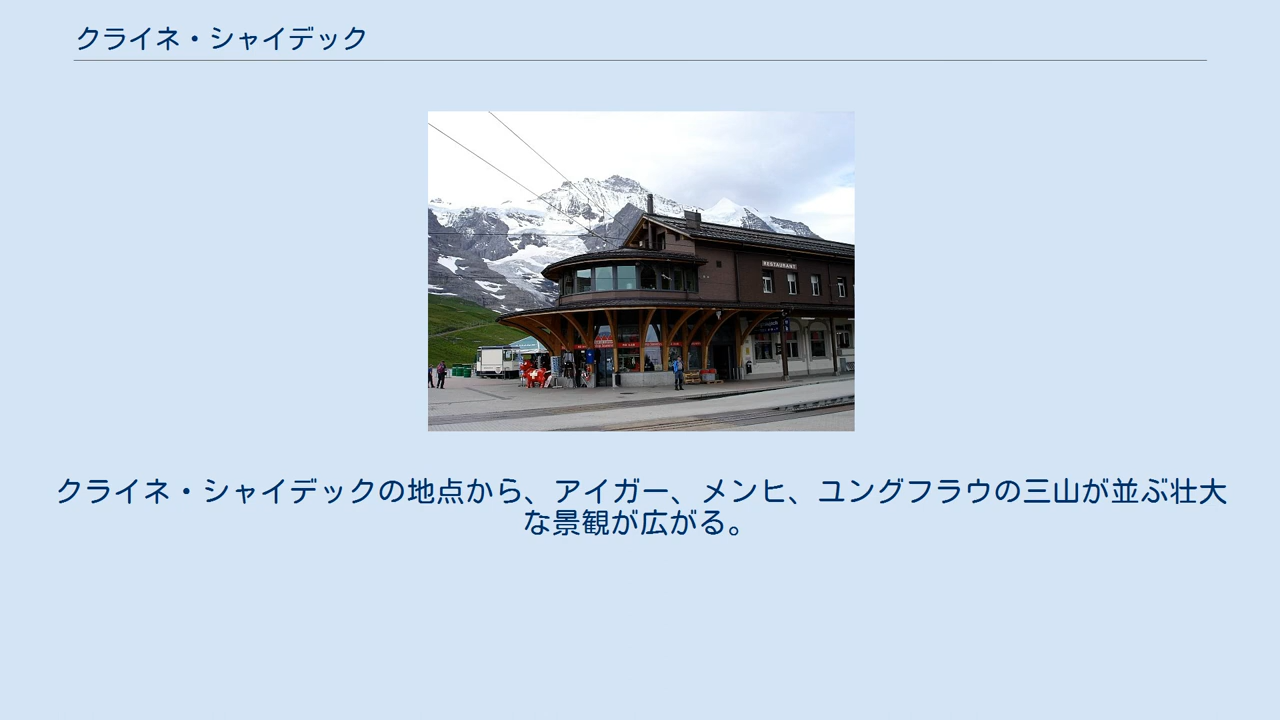 クライネ・シャイデック
RESTAURANT
クライネ・シャイデックの地点から、アイガー、メンヒ、ユングフラウの三山が並ぶ壮大
な景観が広がる。